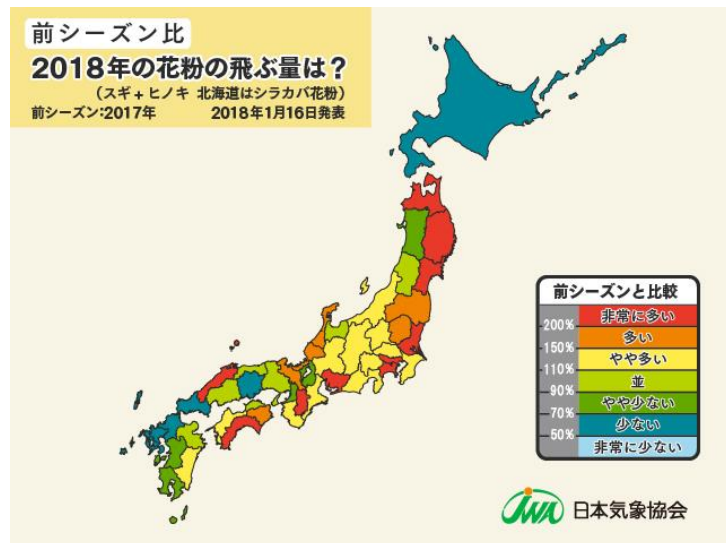 前シーズン比
2018年の花粉の飛ぶ量は？
（スギ+ヒノキ 北海道はシラカバ花粉）
前シーズン:2017年 2018年1月16日発表
前シーズンと比較
非常に多い
200%
多い
150%
やや多い
110%
並
90%
やや少ない
70%
少ない
50%
非常に少ない
JWA 日本気象協会